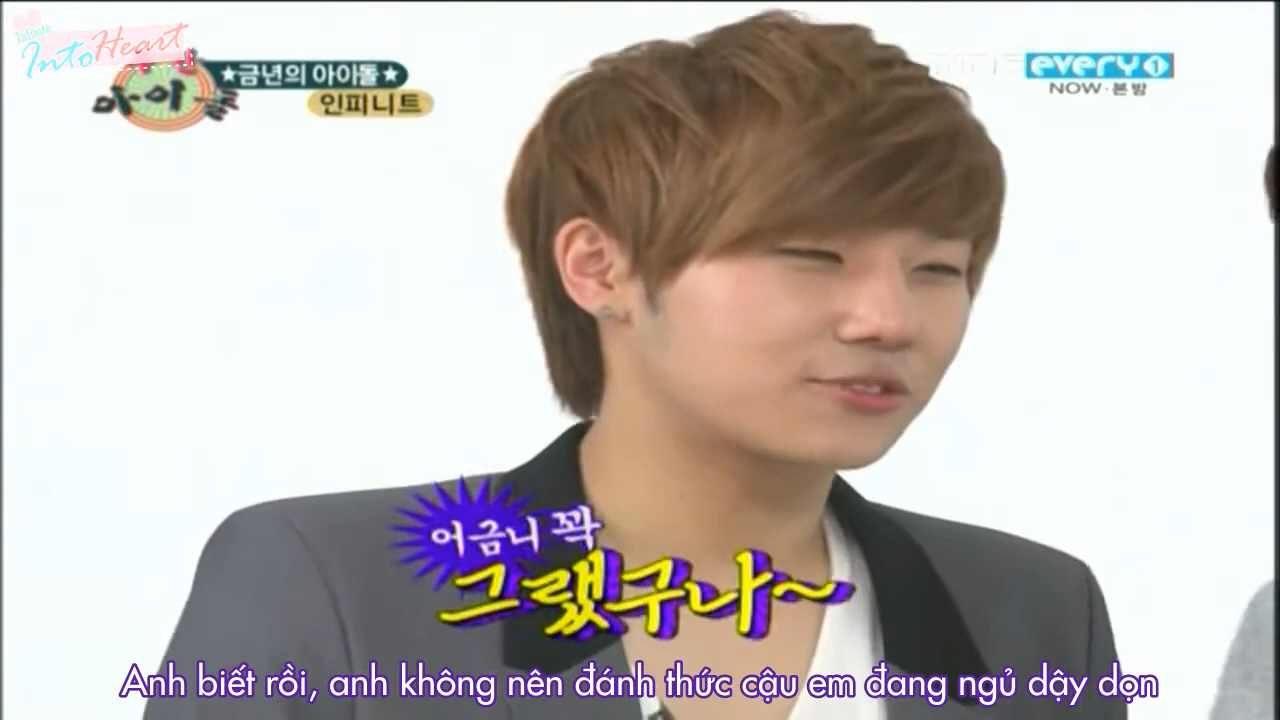 Infinite
IntoHeart
★금년의 아이돌★
인피니트
every1
NOW·본방
어금니 꽉
그랬구나~
Anh biết rồi, anh không nên đánh thức cậu em đang ngủ dậy dọn